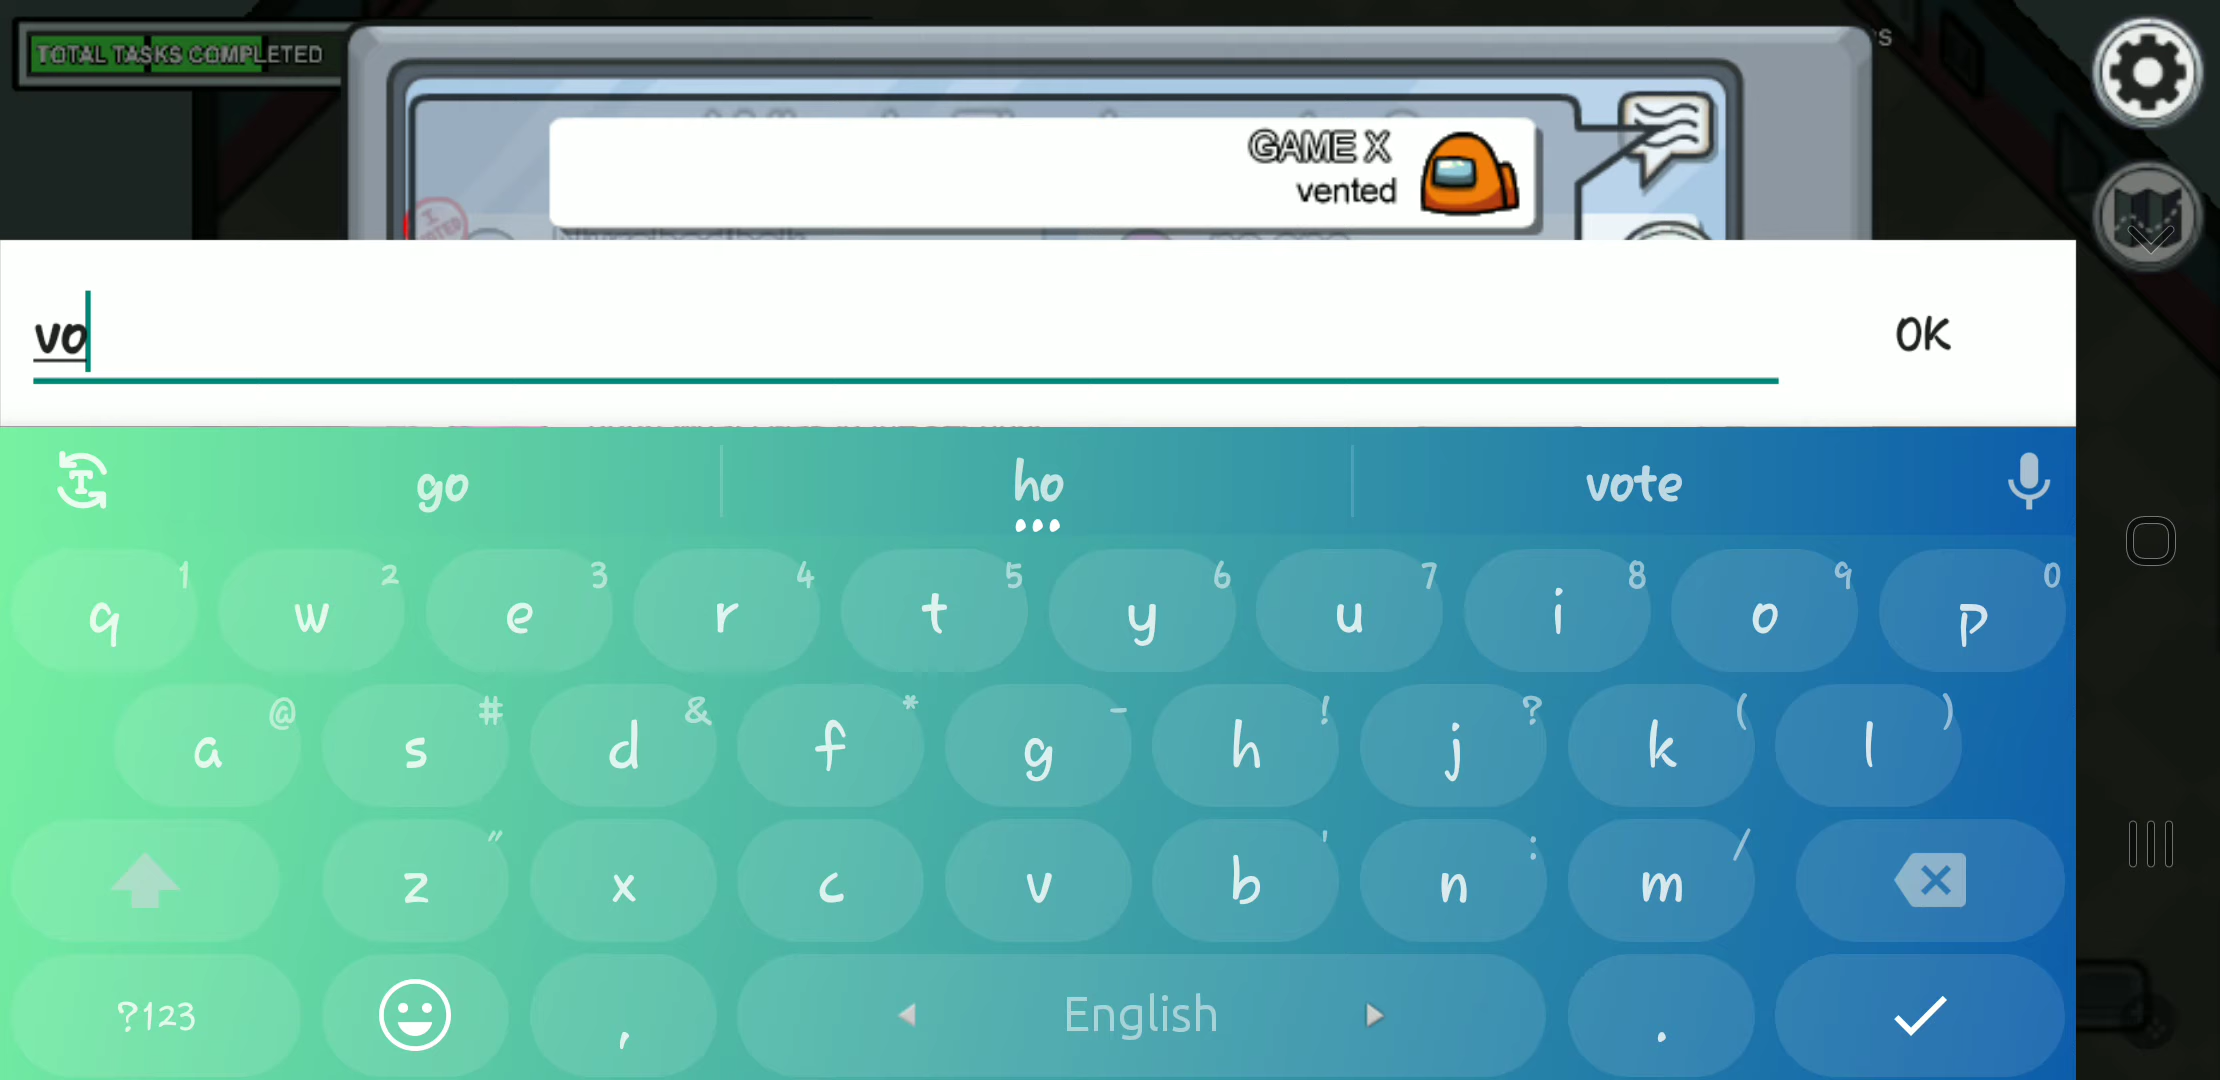 TOTAL TASKS COMPLETED
GAME X
vented
I VOTED
vo
OK
go ho vote
1 2 3 4 5 6 7 8 9 0
q w e r t y u i o p
@ # & * - ! ? ( )
a s d f g h j k l
" ' : /
z x c v b n m
?123 , English .